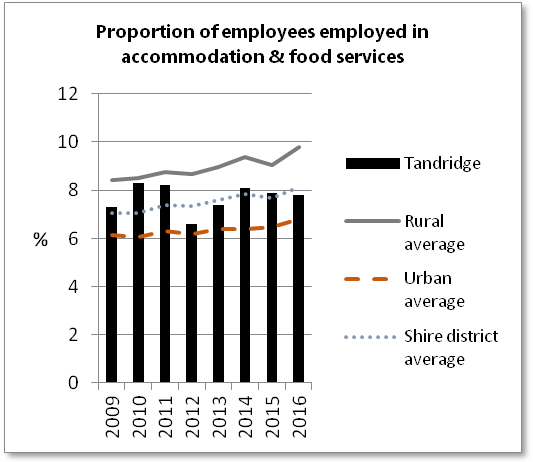 Proportion of employees employed in
accommodation & food services
12
10
8
6
4
2
0
%
2009
2010
2011
2012
2013
2014
2015
2016
Tandridge
Rural
average
Urban
average
Shire district
average